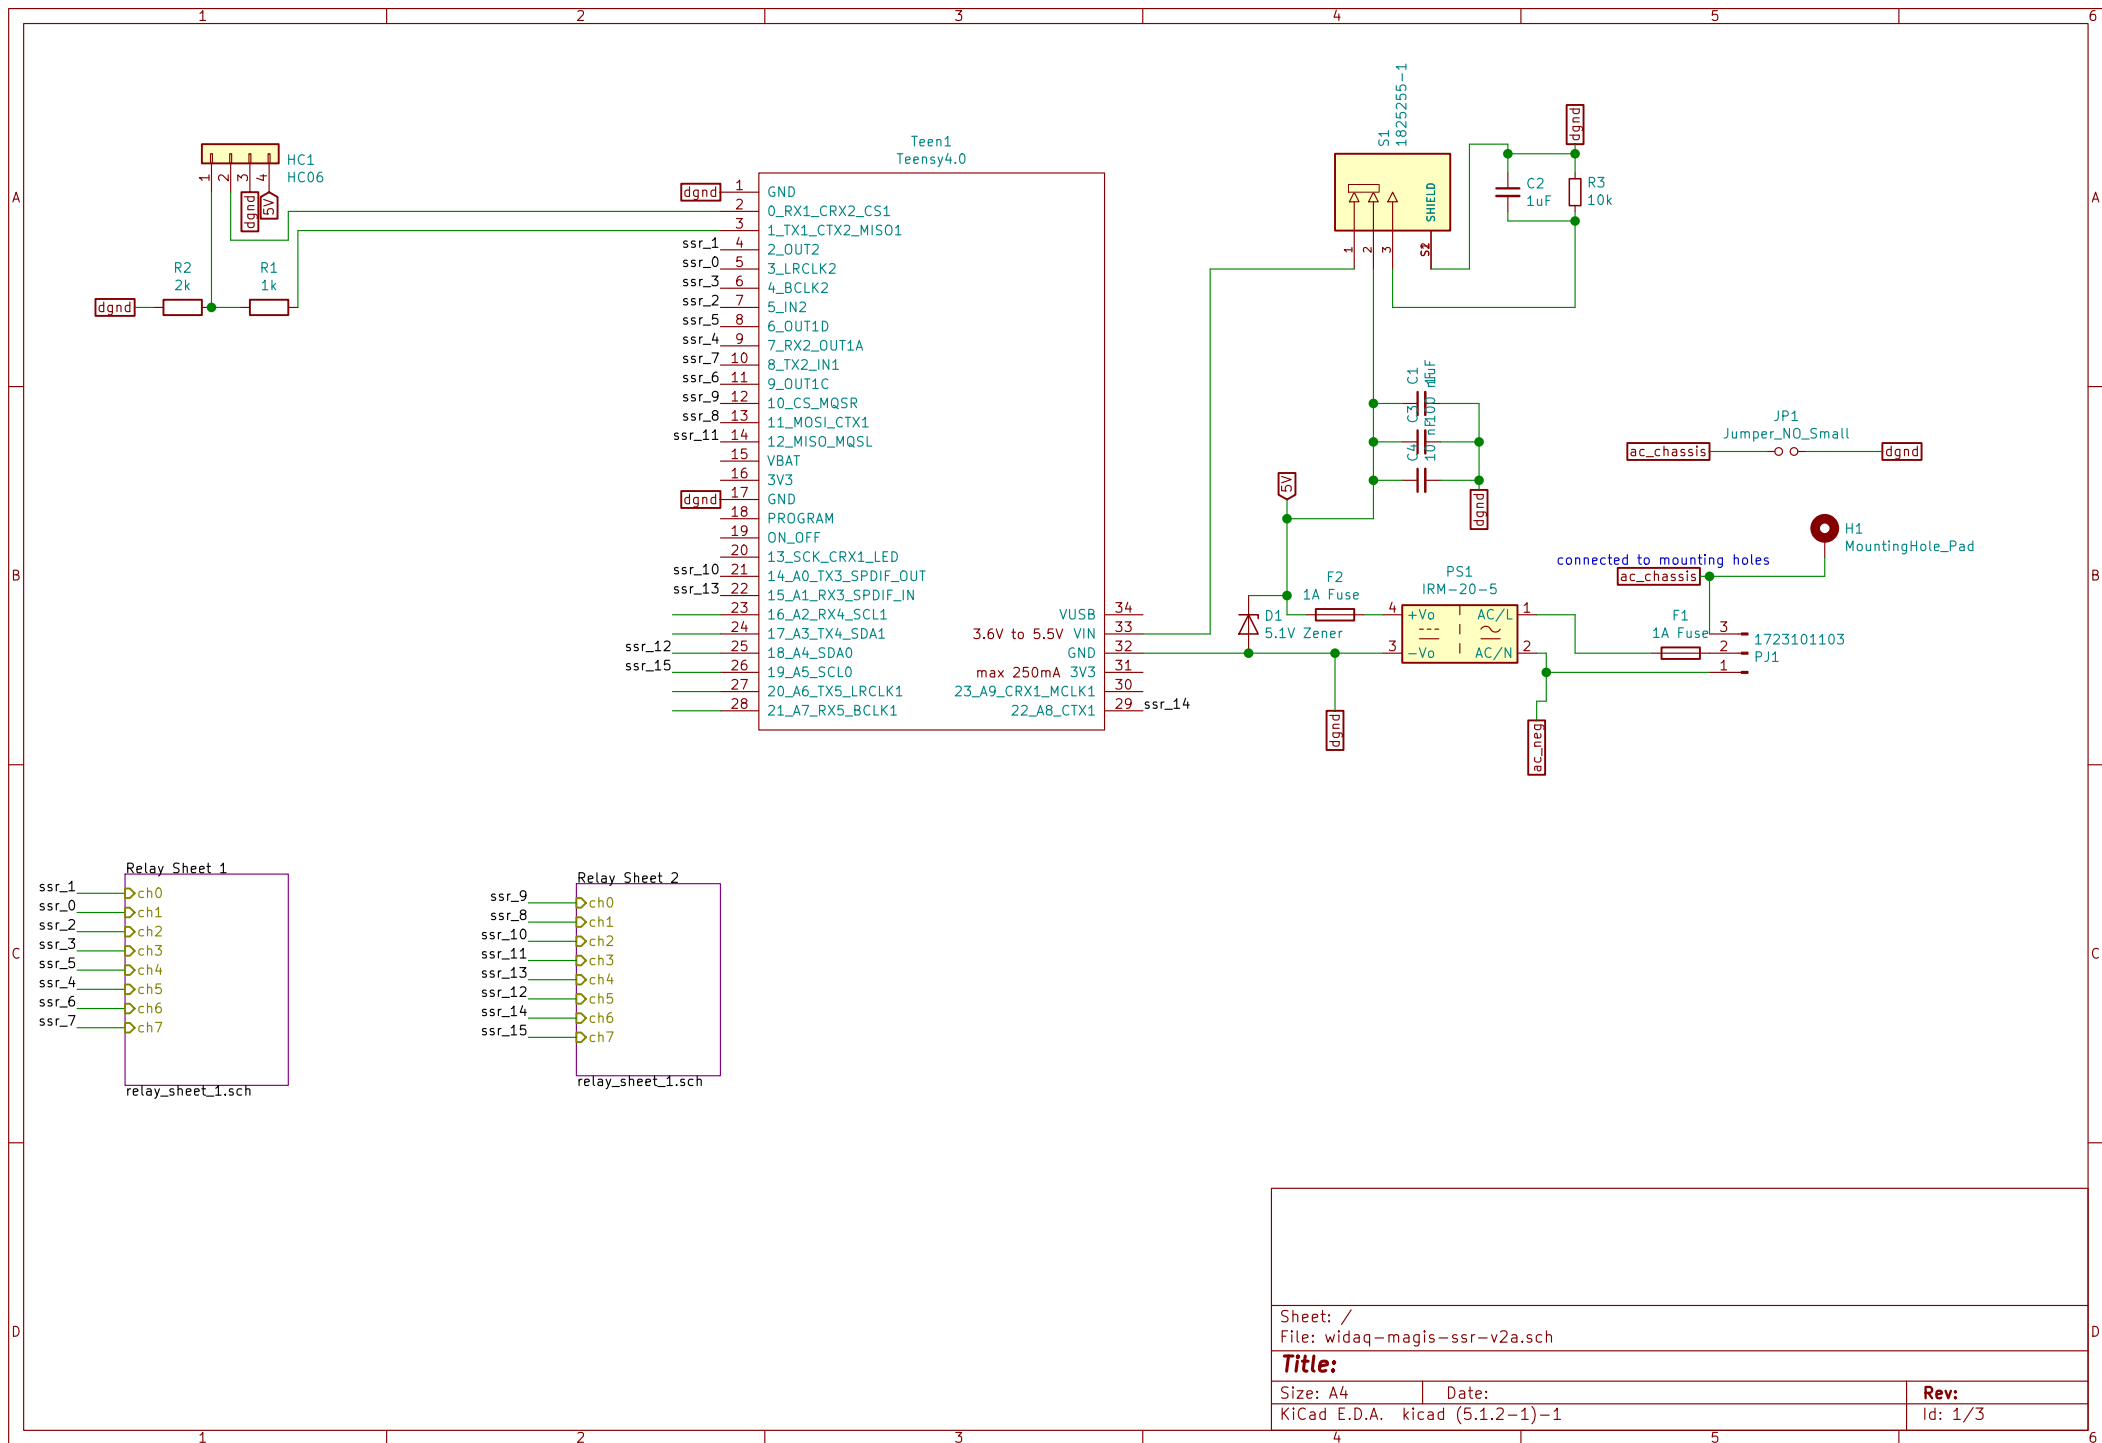 1 2 3 4 5 6
A
B
C
D
A
B
C
D
HC1
HC06
1
2
3
4
dgnd
5V
R2
2k
R1
1k
dgnd
Teen1
Teensy4.0
dgnd 1 GND
2 0_RX1_CRX2_CS1
3 1_TX1_CTX2_MISO1
ssr_1 4 2_OUT2
ssr_0 5 3_LRCLK2
ssr_3 6 4_BCLK2
ssr_2 7 5_IN2
ssr_5 8 6_OUT1D
ssr_4 9 7_RX2_OUT1A
ssr_7 10 8_TX2_IN1
ssr_6 11 9_OUT1C
ssr_9 12 10_CS_MQSR
ssr_8 13 11_MOSI_CTX1
ssr_11 14 12_MISO_MQSL
15 VBAT
16 3V3
dgnd 17 GND
18 PROGRAM
19 ON_OFF
20 13_SCK_CRX1_LED
ssr_10 21 14_A0_TX3_SPDIF_OUT
ssr_13 22 15_A1_RX3_SPDIF_IN
23 16_A2_RX4_SCL1
24 17_A3_TX4_SDA1
ssr_12 25 18_A4_SDA0
ssr_15 26 19_A5_SCL0
27 20_A6_TX5_LRCLK1
28 21_A7_RX5_BCLK1
VUSB 34
3.6V to 5.5V VIN 33
GND 32
max 250mA 3V3 31
23_A9_CRX1_MCLK1 30
22_A8_CTX1 29 ssr_14
S1
1825255-1
SHIELD
1
2
3
dgnd
C2
1uF
R3
10k
C1
C3
C4
dgnd
5V
D1
5.1V Zener
F2
1A Fuse
dgnd
PS1
IRM-20-5
4 +Vo AC/L 1
3 -Vo AC/N 2
ac_neg
JP1
Jumper_NO_Small
ac_chassis
dgnd
H1
MountingHole_Pad
connected to mounting holes
ac_chassis
F1
1A Fuse
3
2
1
1723101103
PJ1
Relay Sheet 1
ssr_1 ch0
ssr_0 ch1
ssr_2 ch2
ssr_3 ch3
ssr_5 ch4
ssr_4 ch5
ssr_6 ch6
ssr_7 ch7
relay_sheet_1.sch
Relay Sheet 2
ssr_9 ch0
ssr_8 ch1
ssr_10 ch2
ssr_11 ch3
ssr_13 ch4
ssr_12 ch5
ssr_14 ch6
ssr_15 ch7
relay_sheet_1.sch
Sheet: /
File: widaq-magis-ssr-v2a.sch
Title:
Size: A4 Date: Rev:
KiCad E.D.A. kicad (5.1.2-1)-1 Id: 1/3
1 2 3 4 5 6